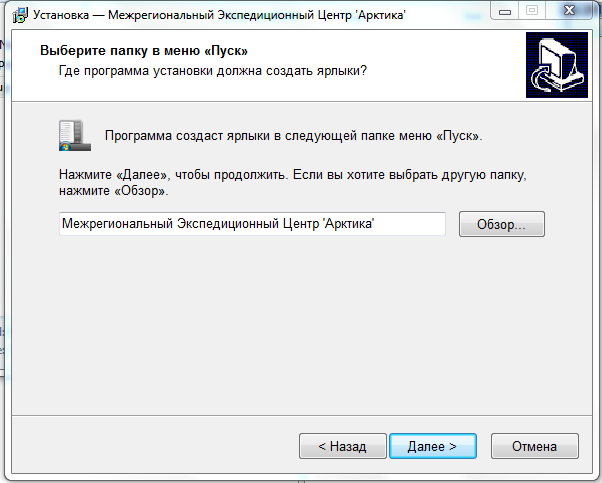 Установка — Межрегиональный Экспедиционный Центр 'Арктика'
Выберите папку в меню «Пуск»
Где программа установки должна создать ярлыки?
Программа создаст ярлыки в следующей папке меню «Пуск».
Нажмите «Далее», чтобы продолжить. Если вы хотите выбрать другую папку,
нажмите «Обзор».
Межрегиональный Экспедиционный Центр 'Арктика'
Обзор...
< Назад
Далее >
Отмена